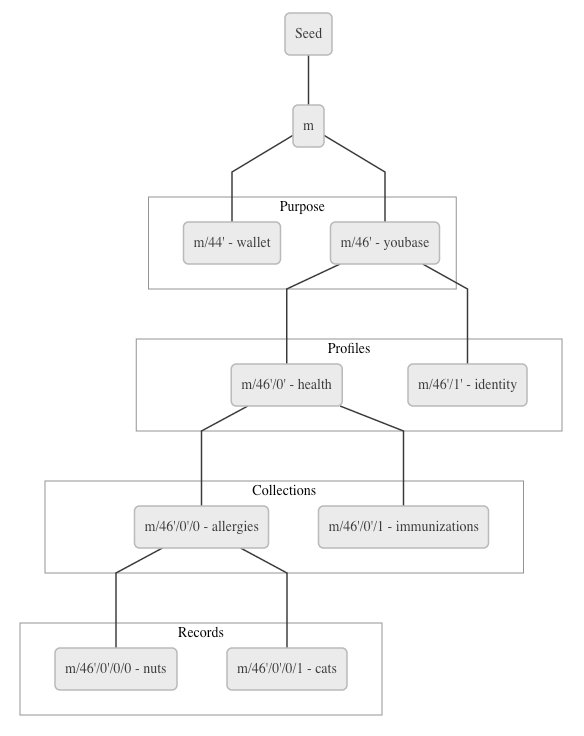 Seed
m
Purpose
m/44' - wallet
m/46' - youbase
Profiles
m/46'/0' - health
m/46'/1' - identity
Collections
m/46'/0'/0 - allergies
m/46'/0'/1 - immunizations
Records
m/46'/0'/0/0 - nuts
m/46'/0'/0/1 - cats